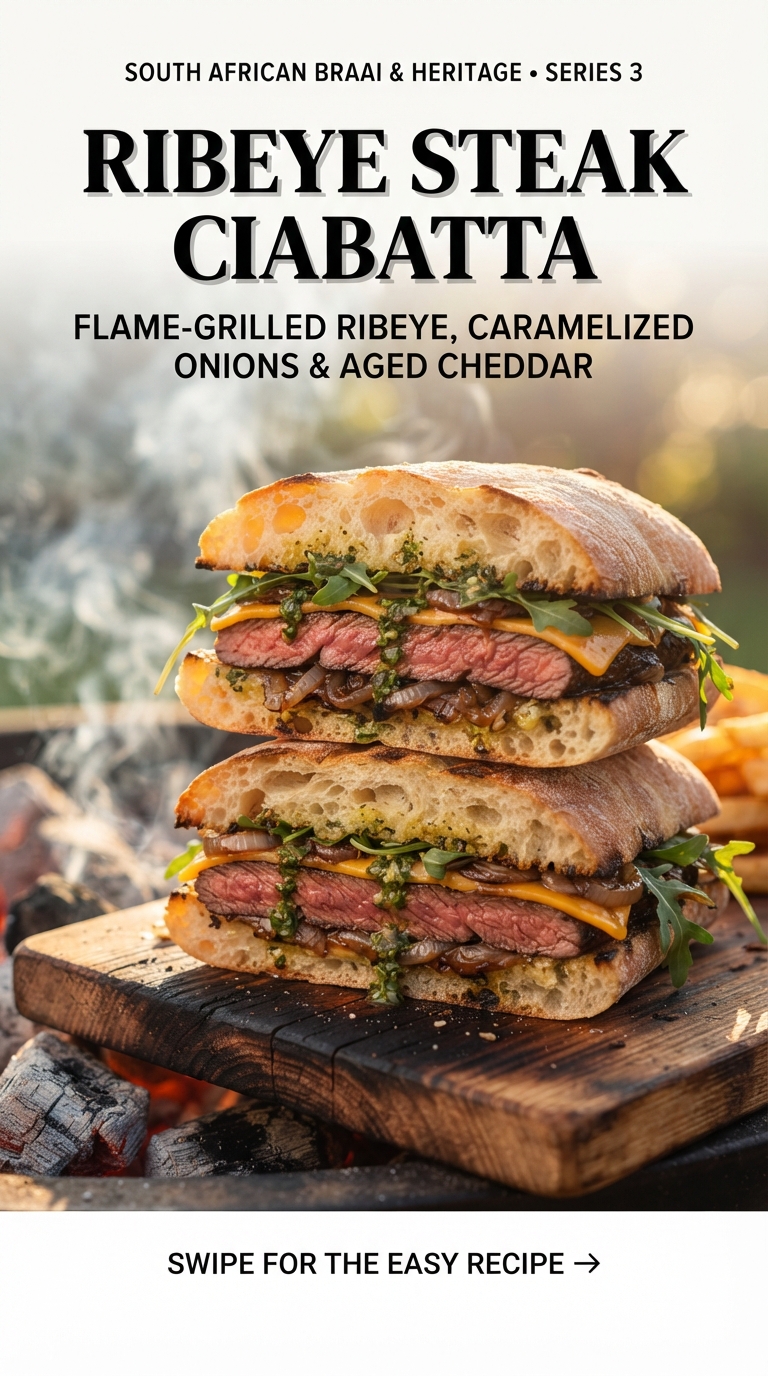 SOUTH AFRICAN BRAAI & HERITAGE • SERIES 3
RIBEYE STEAK
CIABATTA
FLAME-GRILLED RIBEYE, CARAMELIZED
ONIONS & AGED CHEDDAR
SWIPE FOR THE EASY RECIPE →